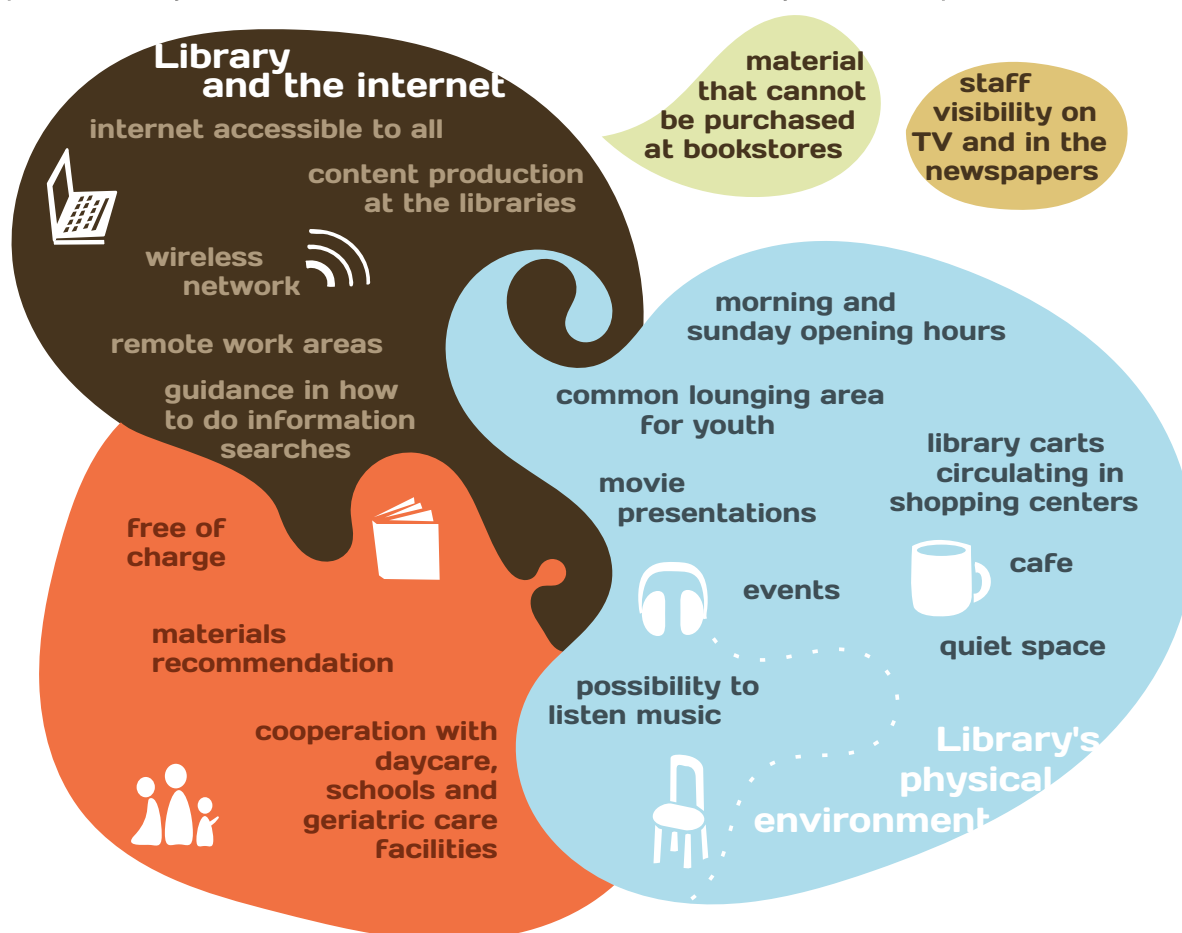 Library
and the internet
internet accessible to all
content production
at the libraries
wireless
network
remote work areas
guidance in how
to do information
searches
material
that cannot
be purchased
at bookstores
staff
visibility on
TV and in the
newspapers
morning and
sunday opening hours
common lounging area
for youth
library carts
circulating in
shopping centers
movie
presentations
cafe
events
quiet space
possibility to
listen music
Library's
physical
environment
free of
charge
materials
recommendation
cooperation with
daycare,
schools and
geriatric care
facilities